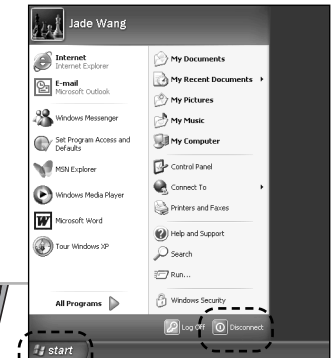 Jade Wang
Internet
Internet Explorer
E-mail
Microsoft Outlook
Windows Messenger
Set Program Access and
Defaults
MSN Explorer
Windows Media Player
Microsoft Word
Tour Windows XP
All Programs
My Documents
My Recent Documents
My Pictures
My Music
My Computer
Control Panel
Connect To
Printers and Faxes
Help and Support
Search
Run...
Windows Security
Log Off
Disconnect
start